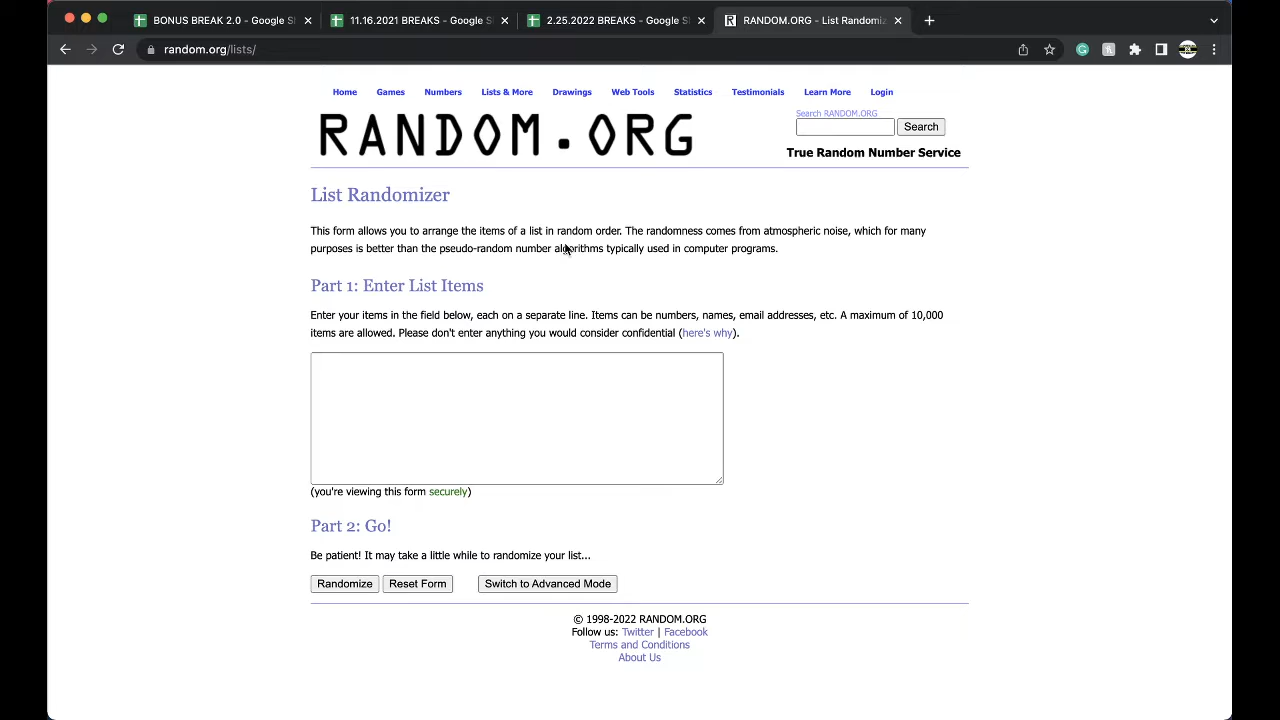 BONUS BREAK 2.0 - Google Sl
11.16.2021 BREAKS - Google S
2.25.2022 BREAKS - Google Sl
RANDOM.ORG - List Randomiz
random.org/lists/
Home Games Numbers Lists & More Drawings Web Tools Statistics Testimonials Learn More Login
Search RANDOM.ORG
RANDOM.ORG
Search
True Random Number Service
List Randomizer
This form allows you to arrange the items of a list in random order. The randomness comes from atmospheric noise, which for many
purposes is better than the pseudo-random number algorithms typically used in computer programs.
Part 1: Enter List Items
Enter your items in the field below, each on a separate line. Items can be numbers, names, email addresses, etc. A maximum of 10,000
items are allowed. Please don't enter anything you would consider confidential (here's why).
(you're viewing this form securely)
Part 2: Go!
Be patient! It may take a little while to randomize your list...
Randomize Reset Form Switch to Advanced Mode
© 1998-2022 RANDOM.ORG
Follow us: Twitter | Facebook
Terms and Conditions
About Us